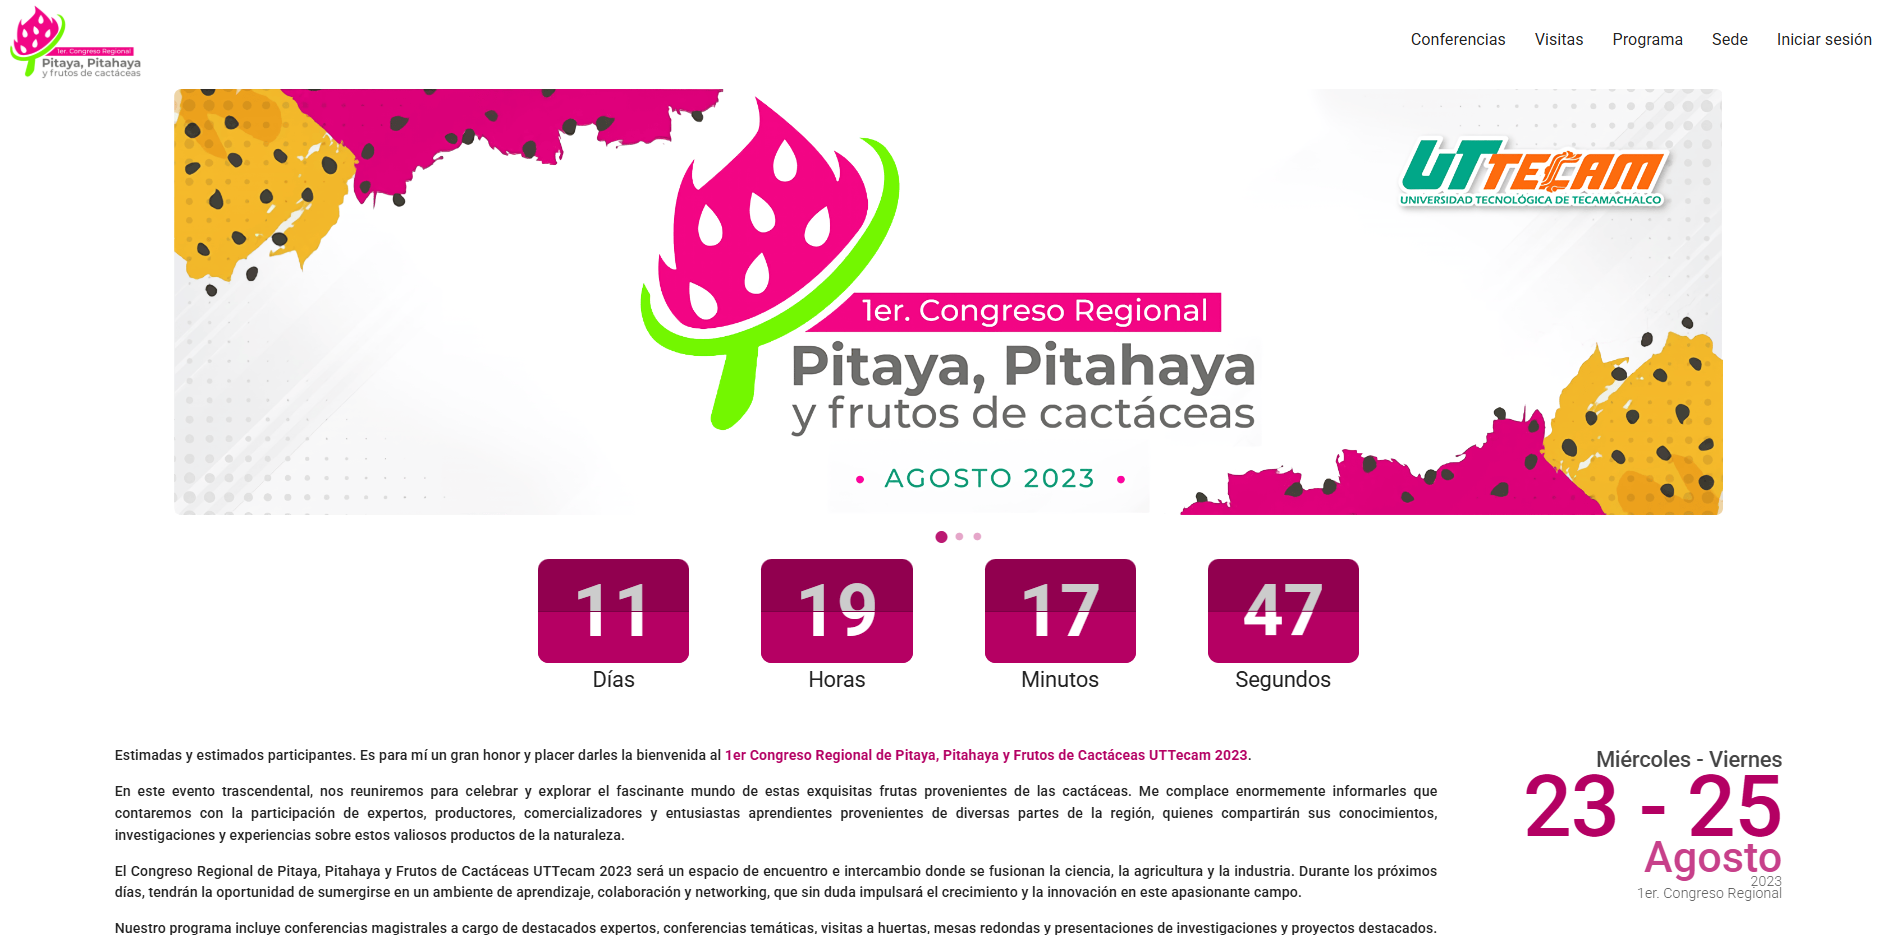 1er. Congreso Regional
Pitaya, Pitahaya
y frutos de cactáceas
Conferencias
Visitas
Programa
Sede
Iniciar sesión
UTTECAM
UNIVERSIDAD TECNOLÓGICA DE TECAMACHALCO
1er. Congreso Regional
Pitaya, Pitahaya
y frutos de cactáceas
• AGOSTO 2023 •
11
Días
19
Horas
17
Minutos
47
Segundos
Estimadas y estimados participantes. Es para mí un gran honor y placer darles la bienvenida al 1er Congreso Regional de Pitaya, Pitahaya y Frutos de Cactáceas UTTecam 2023.
En este evento trascendental, nos reuniremos para celebrar y explorar el fascinante mundo de estas exquisitas frutas provenientes de las cactáceas. Me complace enormemente informarles que
contaremos con la participación de expertos, productores, comercializadores y entusiastas aprendientes provenientes de diversas partes de la región, quienes compartirán sus conocimientos,
investigaciones y experiencias sobre estos valiosos productos de la naturaleza.
El Congreso Regional de Pitaya, Pitahaya y Frutos de Cactáceas UTTecam 2023 será un espacio de encuentro e intercambio donde se fusionan la ciencia, la agricultura y la industria. Durante los próximos
días, tendrán la oportunidad de sumergirse en un ambiente de aprendizaje, colaboración y networking, que sin duda impulsará el crecimiento y la innovación en este apasionante campo.
Nuestro programa incluye conferencias magistrales a cargo de destacados expertos, conferencias temáticas, visitas a huertas, mesas redondas y presentaciones de investigaciones y proyectos destacados.
Miércoles - Viernes
23 - 25
Agosto
2023
1er. Congreso Regional